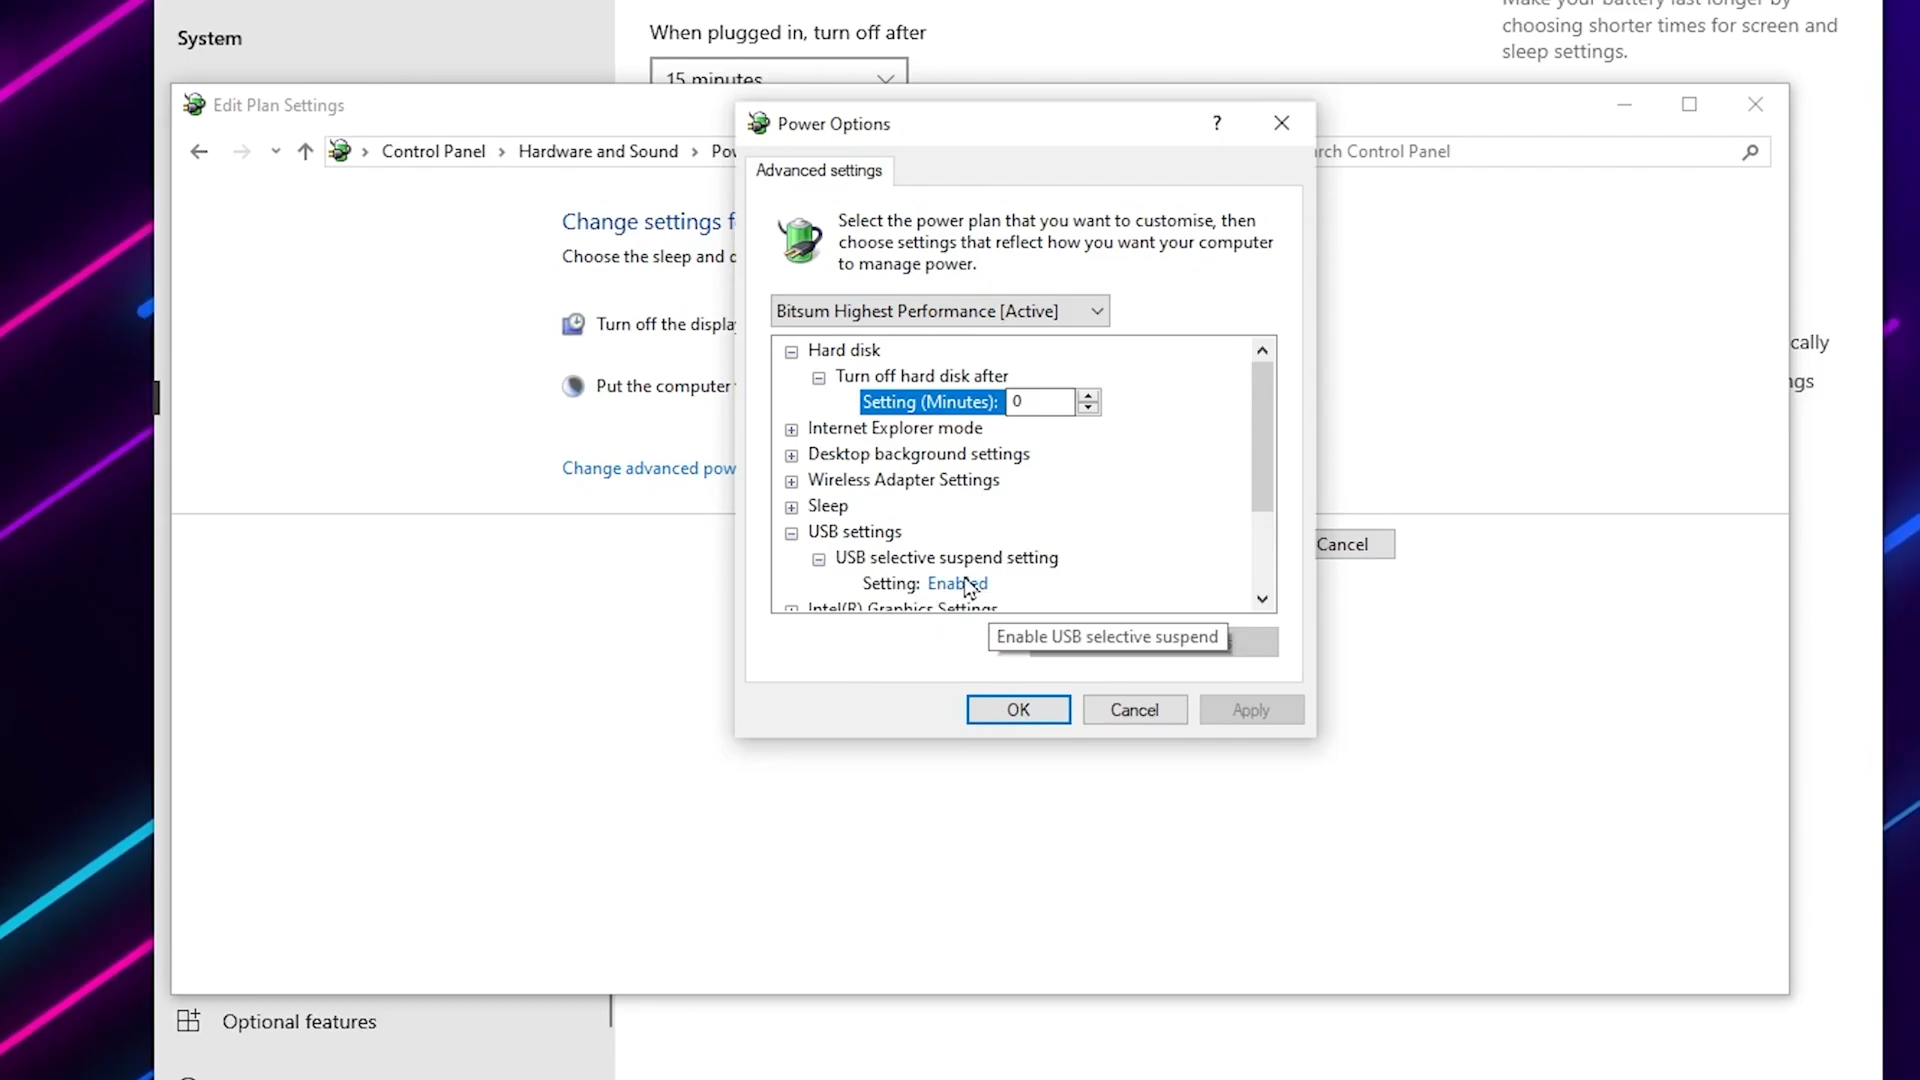 Make your battery last longer by
System
When plugged in, turn off after
choosing shorter times for screen and
sleep settings.
15 minutes
Edit Plan Settings
Power Options
Control Panel
Hardware and Sound
Control Panel
Advanced settings
Change settings
Choose the sleep and
Select the power plan that you want to customise, then
choose settings that reflect how you want your computer
to manage power.
Turn off the display
Bitsum Highest Performance [Active]
Hard disk
Turn off hard disk after
Setting (Minutes): 0
Internet Explorer mode
Desktop background settings
Wireless Adapter Settings
Sleep
USB settings
USB selective suspend setting
Setting: Enabled
Intel(R) Graphics Settings
Put the computer
Change advanced
Cancel
Enable USB selective suspend
OK
Cancel
Apply
Optional features